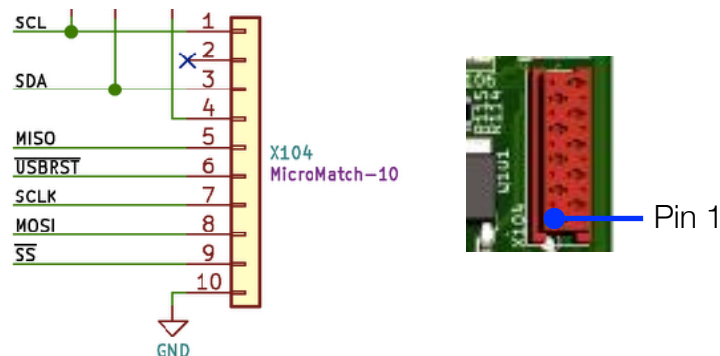 SCL
SDA
MISO
USBRST
SCLK
MOSI
SS
1
2
3
4
5
6
7
8
9
10
X104
MicroMatch-10
GND
R114
X104
Pin 1